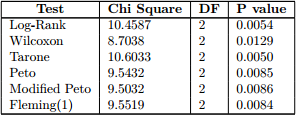 Test Chi Square DF P value
Log-Rank 10.4587 2 0.0054
Wilcoxon 8.7038 2 0.0129
Tarone 10.6033 2 0.0050
Peto 9.5432 2 0.0085
Modified Peto 9.5032 2 0.0086
Fleming(1) 9.5519 2 0.0084